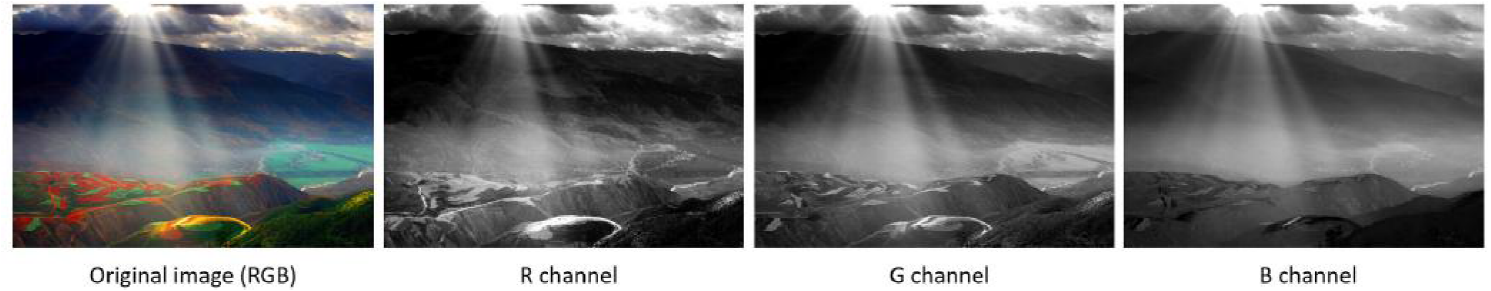 Original image (RGB)
R channel
G channel
B channel